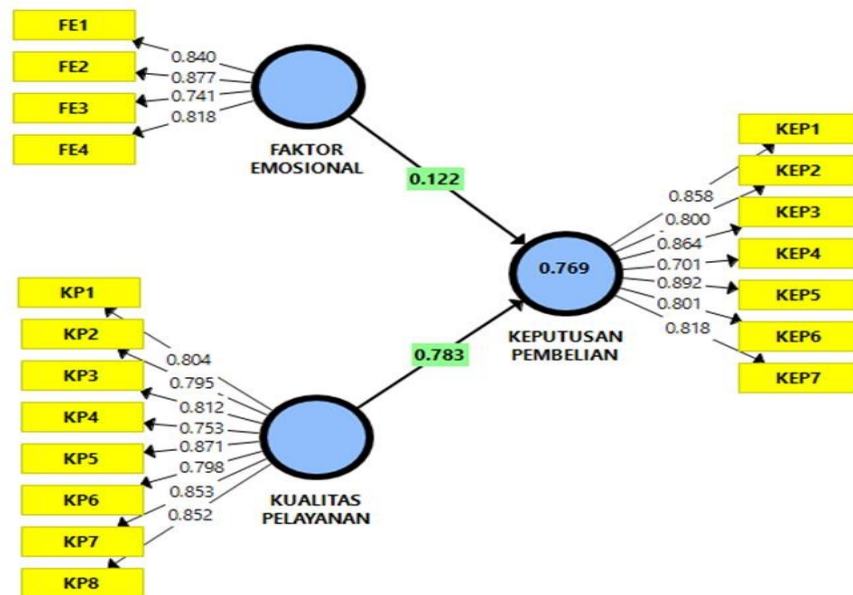 FE1
FE2
FE3
FE4
0.840
0.877
0.741
0.818
FAKTOR
EMOSIONAL
0.122
KP1
KP2
KP3
KP4
KP5
KP6
KP7
KP8
0.804
0.795
0.812
0.753
0.871
0.798
0.853
0.852
KUALITAS
PELAYANAN
0.783
0.769
KEPUTUSAN
PEMBELIAN
0.858
0.800
0.864
0.701
0.892
0.801
0.818
KEP1
KEP2
KEP3
KEP4
KEP5
KEP6
KEP7